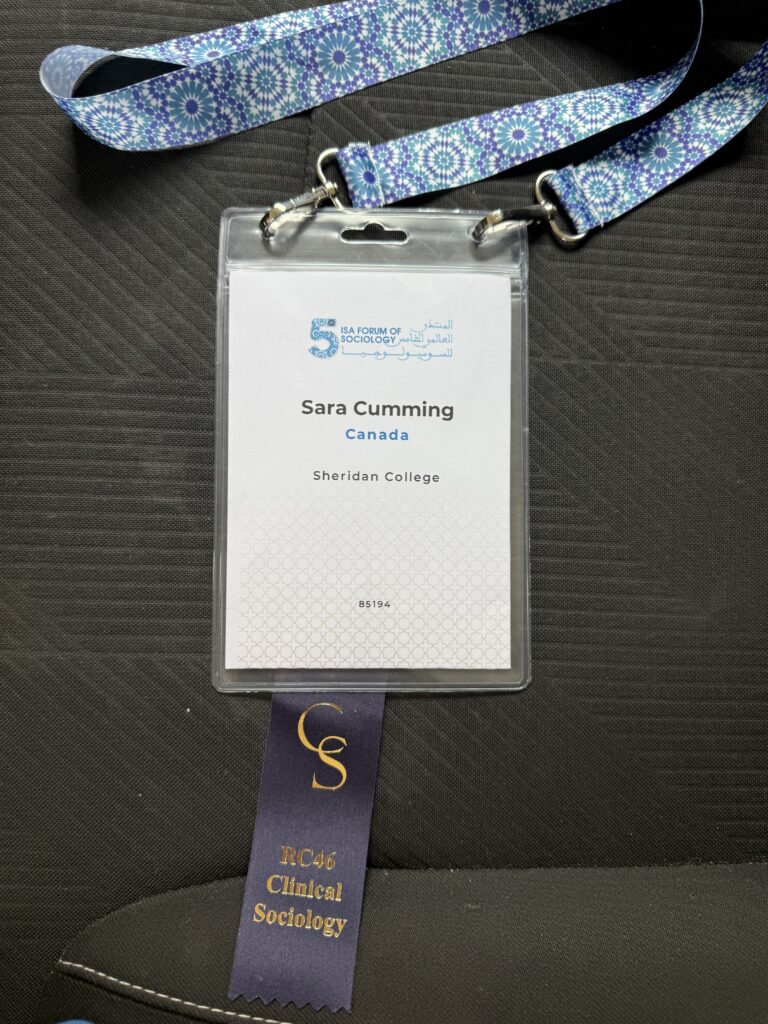 5 ISA FORUM OF
SOCIOLOGY
المنتدى
العالمي الخامس
للسوسيولوجيا
Sara Cumming
Canada
Sheridan College
85194
CS
RC46
Clinical
Sociology